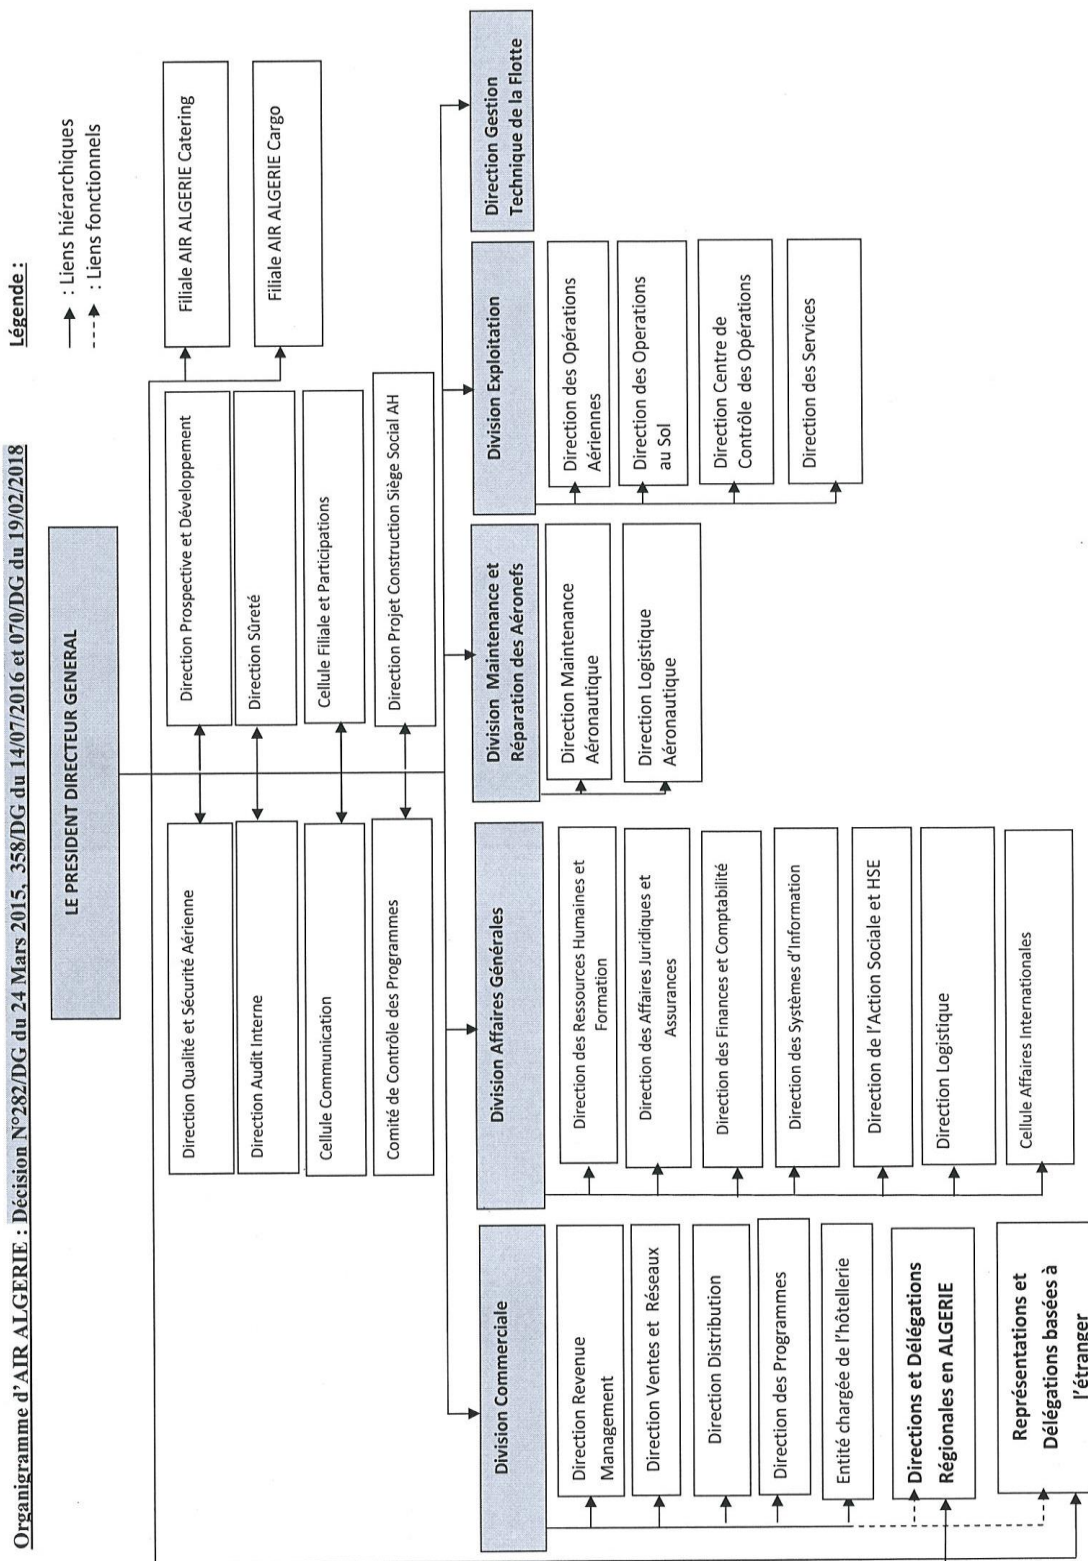 Organigramme d'AIR ALGERIE : Décision N°282/DG du 24 Mars 2015, 358/DG du 14/07/2016 et 070/DG du 19/02/2018
Légende :
: Liens hiérarchiques
: Liens fonctionnels
LE PRESIDENT DIRECTEUR GENERAL
Filiale AIR ALGERIE Catering
Filiale AIR ALGERIE Cargo
Direction Qualité et Sécurité Aérienne
Direction Prospective et Développement
Direction Audit Interne
Direction Sûreté
Cellule Communication
Cellule Filiale et Participations
Comité de Contrôle des Programmes
Direction Projet Construction Siège Social AH
Division Commerciale
Direction Revenue
Management
Direction Ventes et Réseaux
Direction Distribution
Direction des Programmes
Entité chargée de l'hôtellerie
Directions et Délégations
Régionales en ALGERIE
Représentations et
Délégations basées à
l'étranger
Division Affaires Générales
Direction des Ressources Humaines et
Formation
Direction des Affaires Juridiques et
Assurances
Direction des Finances et Comptabilité
Direction des Systèmes d'Information
Direction de l'Action Sociale et HSE
Direction Logistique
Cellule Affaires Internationales
Division Maintenance et
Réparation des Aéronefs
Direction Maintenance
Aéronautique
Direction Logistique
Aéronautique
Division Exploitation
Direction des Opérations
Aériennes
Direction des Operations
au Sol
Direction Centre de
Contrôle des Opérations
Direction des Services
Direction Gestion
Technique de la Flotte